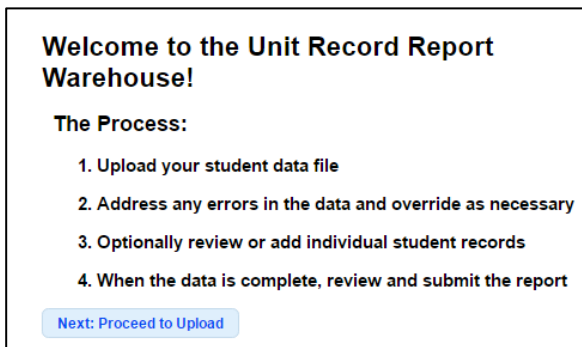 Welcome to the Unit Record Report
Warehouse!
The Process:
1. Upload your student data file
2. Address any errors in the data and override as necessary
3. Optionally review or add individual student records
4. When the data is complete, review and submit the report
Next: Proceed to Upload